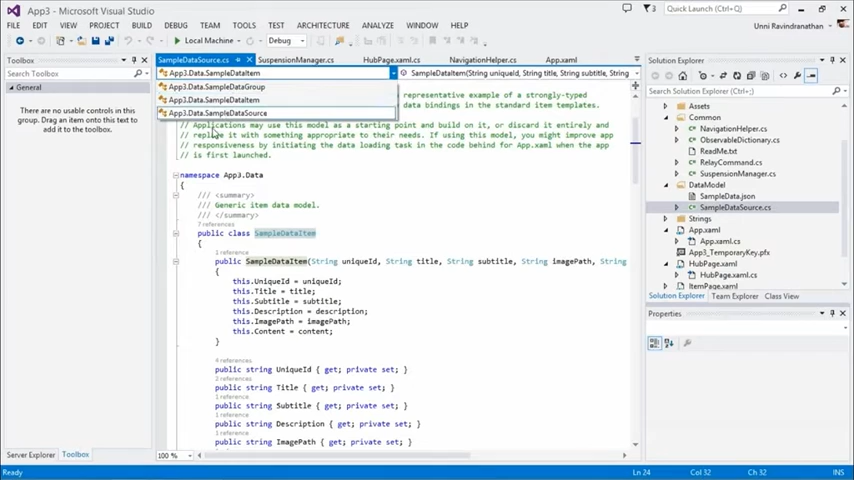 App3 - Microsoft Visual Studio
Quick Launch (Ctrl+Q)
3
FILE EDIT VIEW PROJECT BUILD DEBUG TEAM TOOLS TEST ARCHITECTURE ANALYZE WINDOW HELP
Unni Ravindranathan
Local Machine Debug
Toolbox
Search Toolbox
General
There are no usable controls in this
group. Drag an item onto this text to
add it to the toolbox.
SampleDataSource.cs SuspensionManager.cs HubPage.xaml.cs NavigationHelper.cs App.xaml
App3.Data.SampleDataItem SampleDataItem(String uniqueId, String title, String subtitle, String
App3.Data.SampleDataGroup
App3.Data.SampleDataItem
App3.Data.SampleDataSource
representative example of a strongly-typed
data bindings in the standard item templates.
// Applications may use this model as a starting point and build on it, or discard it entirely and
// replace it with something appropriate to their needs. If using this model, you might improve app
// responsiveness by initiating the data loading task in the code behind for App.xaml when the app
// is first launched.
namespace App3.Data
{
/// <summary>
/// Generic item data model.
/// </summary>
7 references
public class SampleDataItem
{
1 reference
public SampleDataItem(String uniqueId, String title, String subtitle, String imagePath, String
{
this.UniqueId = uniqueId;
this.Title = title;
this.Subtitle = subtitle;
this.Description = description;
this.ImagePath = imagePath;
this.Content = content;
}
4 references
public string UniqueId { get; private set; }
2 references
public string Title { get; private set; }
1 reference
public string Subtitle { get; private set; }
1 reference
public string Description { get; private set; }
1 reference
public string ImagePath { get; private set; }
100 %
Solution Explorer
Search Solution Explorer (Ctrl+;)
Assets
Common
NavigationHelper.cs
ObservableDictionary.cs
ReadMe.txt
RelayCommand.cs
SuspensionManager.cs
DataModel
SampleData.json
SampleDataSource.cs
Strings
App.xaml
App.xaml.cs
App3_TemporaryKey.pfx
HubPage.xaml
HubPage.xaml.cs
ItemPage.xaml
Solution Explorer Team Explorer Class View
Properties
Server Explorer Toolbox
Ready Ln 24 Col 32 Ch 32